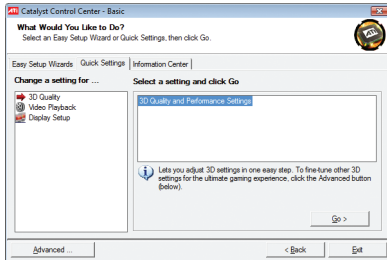 ATI Catalyst Control Center - Basic
What Would You Like to Do?
Select an Easy Setup Wizard or Quick Settings, then click Go.
ATI
Easy Setup Wizards Quick Settings Information Center
Change a setting for ...
3D Quality
Video Playback
Display Setup
Select a setting and click Go
3D Quality and Performance Settings
Lets you adjust 3D settings in one easy step. To fine-tune other 3D
settings for the ultimate gaming experience, click the Advanced button
(below).
Go >
Advanced ...
< Back
Exit